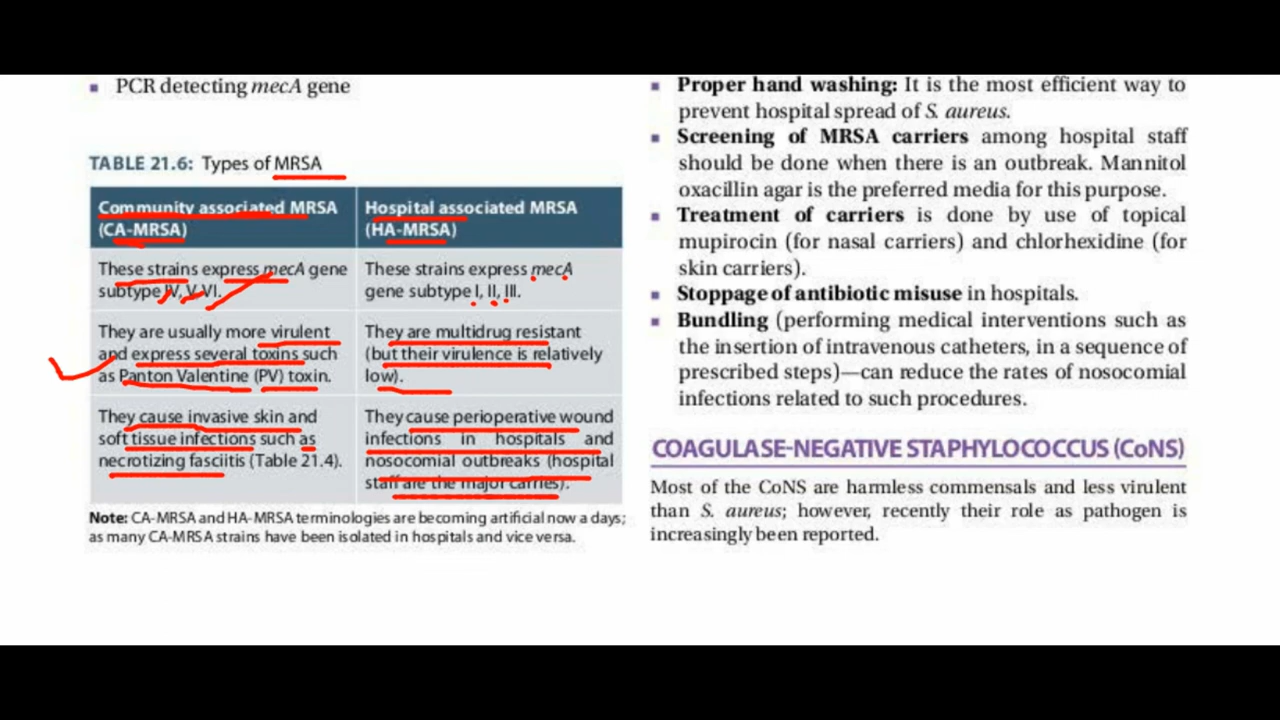 PCR detecting mecA gene
TABLE 21.6: Types of MRSA
Community associated MRSA
(CA-MRSA)
Hospital associated MRSA
(HA-MRSA)
These strains express mecA gene
subtype IV, V, VI.
These strains express mecA
gene subtype I, II, III.
They are usually more virulent
and express several toxins such
as Panton Valentine (PV) toxin.
They are multidrug resistant
(but their virulence is relatively
low).
They cause invasive skin and
soft tissue infections such as
necrotizing fasciitis (Table 21.4).
They cause perioperative wound
infections in hospitals and
nosocomial outbreaks (hospital
staff are the major carries).
Note: CA-MRSA and HA-MRSA terminologies are becoming artificial now a days;
as many CA-MRSA strains have been isolated in hospitals and vice versa.
Proper hand washing: It is the most efficient way to
prevent hospital spread of S. aureus.
Screening of MRSA carriers among hospital staff
should be done when there is an outbreak. Mannitol
oxacillin agar is the preferred media for this purpose.
Treatment of carriers is done by use of topical
mupirocin (for nasal carriers) and chlorhexidine (for
skin carriers).
Stoppage of antibiotic misuse in hospitals.
Bundling (performing medical interventions such as
the insertion of intravenous catheters, in a sequence of
prescribed steps)—can reduce the rates of nosocomial
infections related to such procedures.
COAGULASE-NEGATIVE STAPHYLOCOCCUS (CoNS)
Most of the CoNS are harmless commensals and less virulent
than S. aureus; however, recently their role as pathogen is
increasingly been reported.